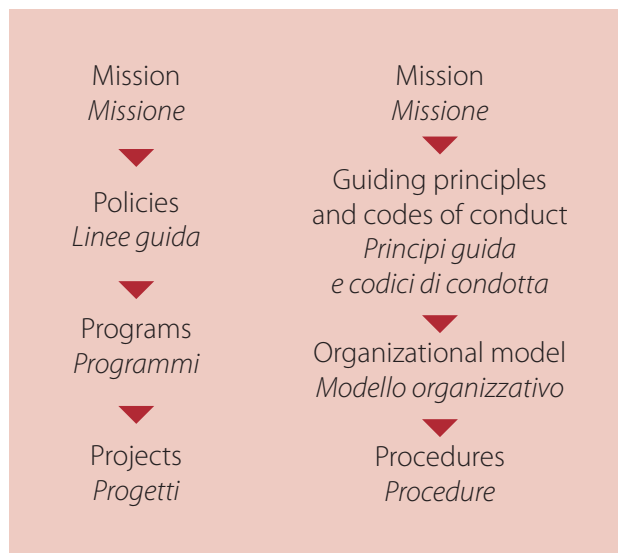 Mission
Missione
Policies
Linee guida
Programs
Programmi
Projects
Progetti
Mission
Missione
Guiding principles
and codes of conduct
Principi guida
e codici di condotta
Organizational model
Modello organizzativo
Procedures
Procedure